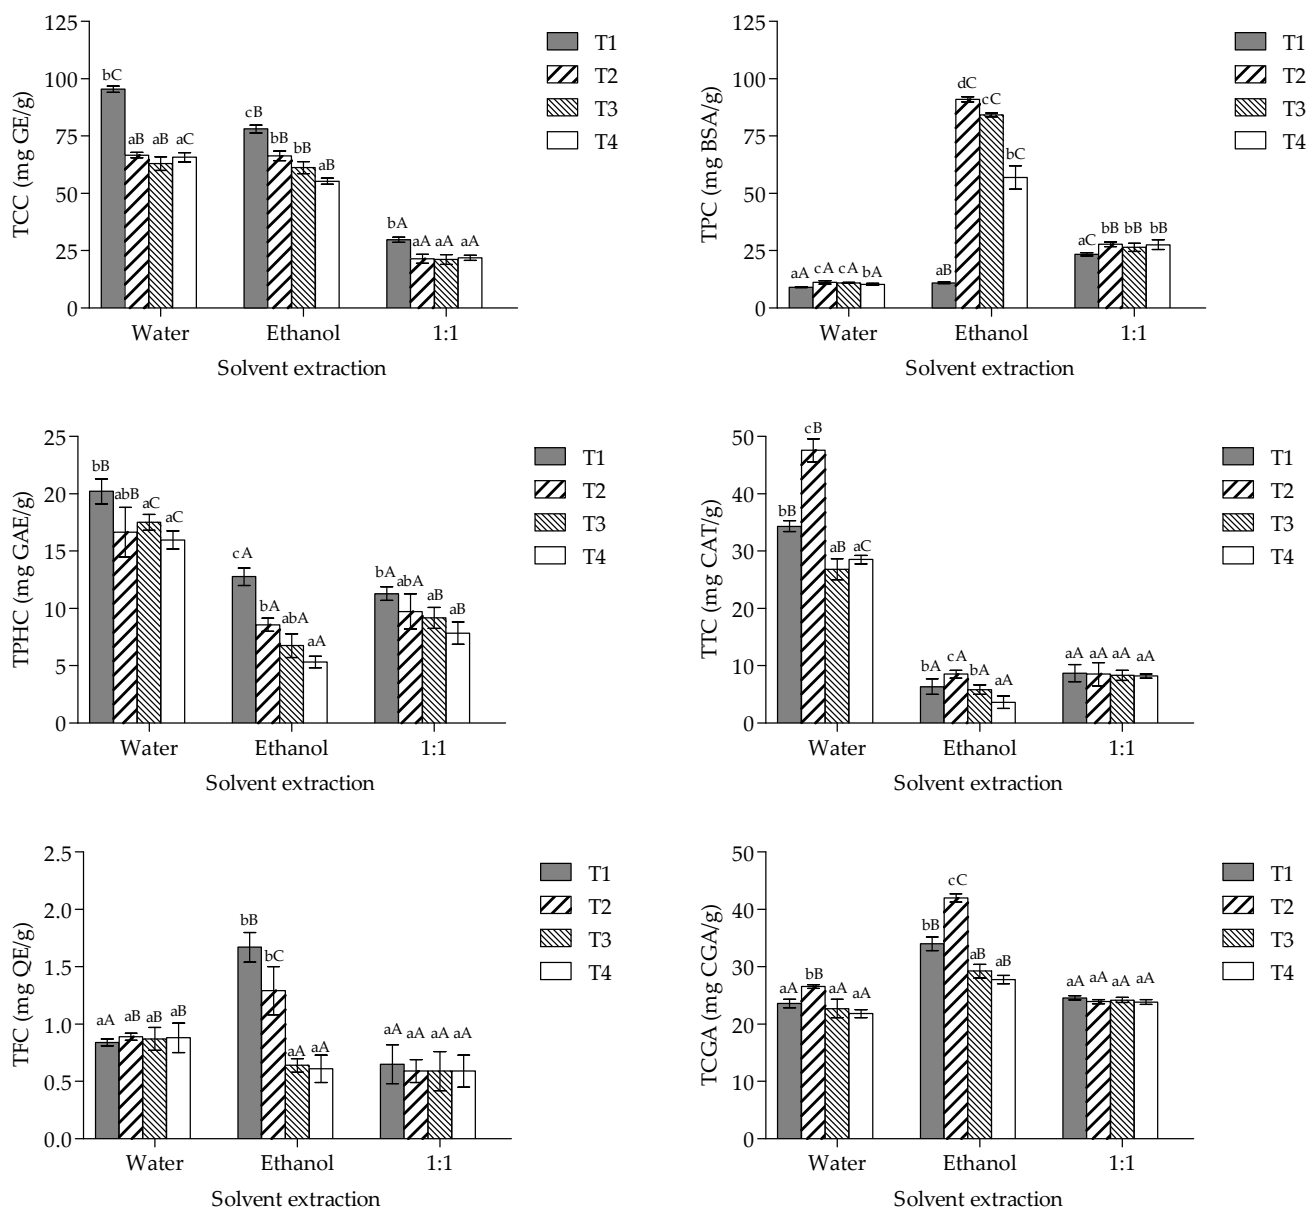 TCC (mg GE/g)
125
100
75
50
25
0
bC
aB aB aC
cB
bB
bB
aB
bA
aA aA aA
T1
T2
T3
T4
Water Ethanol 1:1
Solvent extraction
TPC (mg BSA/g)
125
100
75
50
25
0
aA cA cA bA
aB
dC
cC
bC
aC
bB bB bB
T1
T2
T3
T4
Water Ethanol 1:1
Solvent extraction
TPHC (mg GAE/g)
25
20
15
10
5
0
bB
abB
aC
aC
cA
bA
abA
aA
bA
abA
aB
aB
T1
T2
T3
T4
Water Ethanol 1:1
Solvent extraction
TTC (mg CAT/g)
50
40
30
20
10
0
bB
cB
aB
aC
bA
cA
bA
aA
aA aA aA aA
T1
T2
T3
T4
Water Ethanol 1:1
Solvent extraction
TFC (mg QE/g)
2.5
2.0
1.5
1.0
0.5
0.0
aA aB aB aB
bB
bC
aA aA
aA aA aA aA
T1
T2
T3
T4
Water Ethanol 1:1
Solvent extraction
TCGA (mg CGA/g)
50
40
30
20
10
0
aA
bB
aA
aA
bB
cC
aB
aB
aA aA aA aA
T1
T2
T3
T4
Water Ethanol 1:1
Solvent extraction